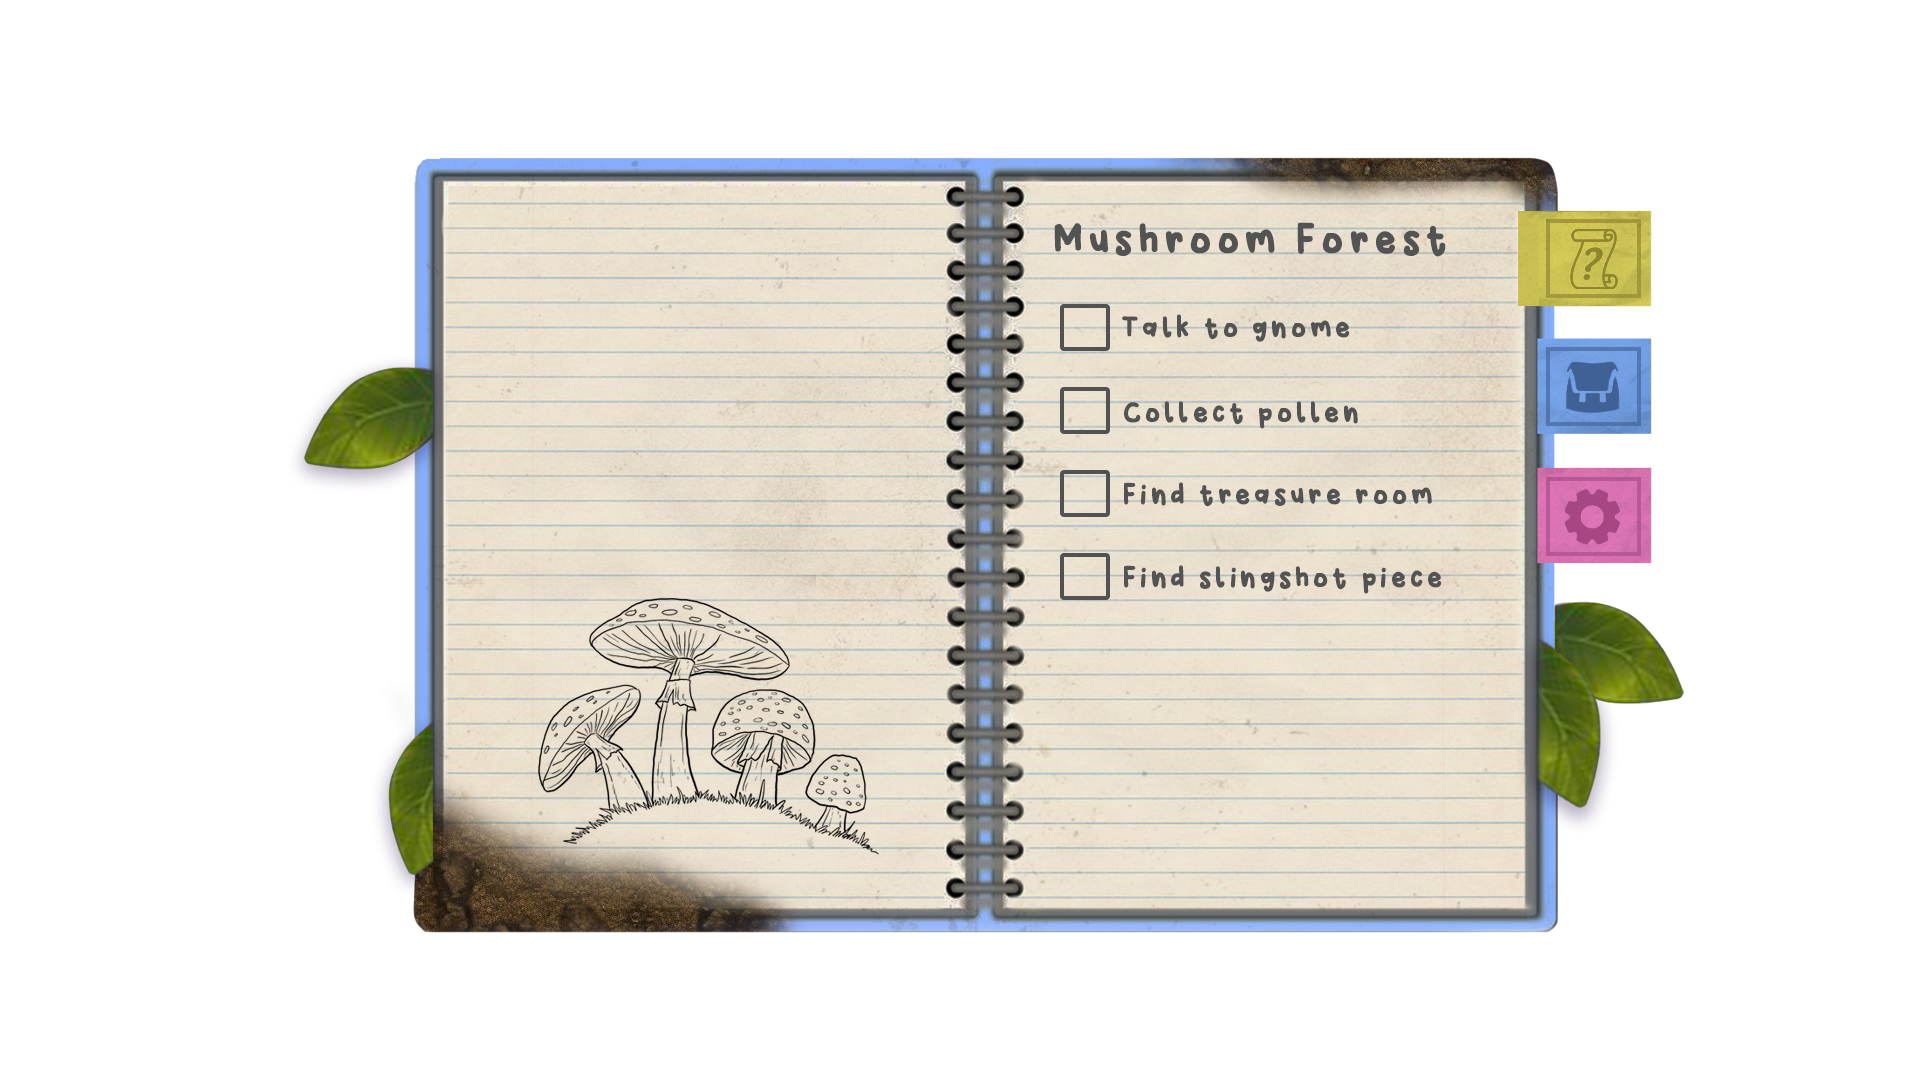 Mushroom Forest
?
Talk to gnome
Collect pollen
Find treasure room
Find slingshot piece